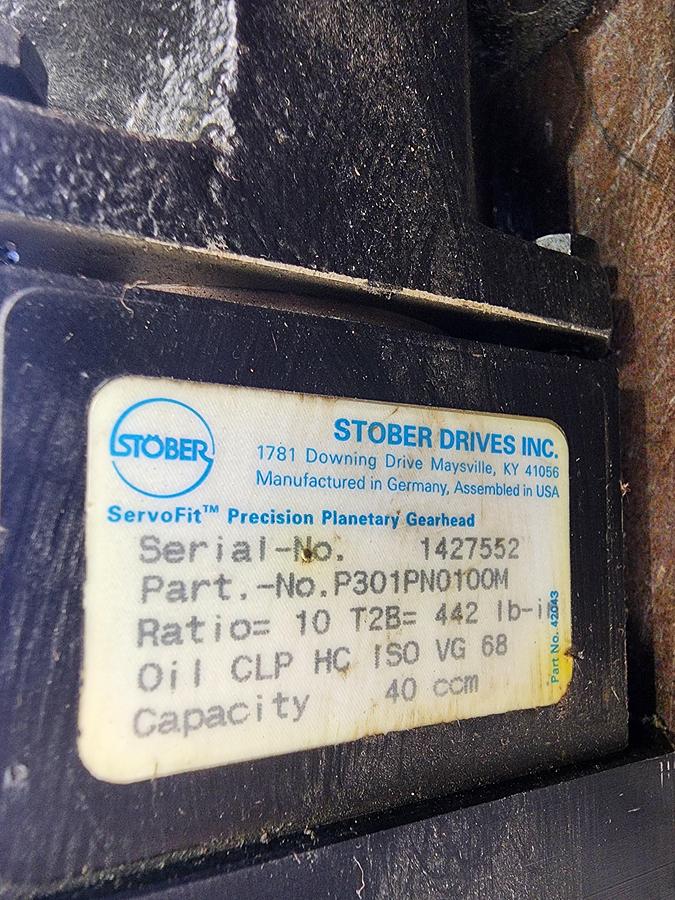 STÖBER
STOBER DRIVES INC.
1781 Downing Drive Maysville, KY 41056
Manufactured in Germany, Assembled in USA
ServoFit™ Precision Planetary Gearhead
Serial-No. 1427552
Part.-No.P301PN0100M
Ratio= 10 T2B= 442 lb-in
Oil CLP HC ISO VG 68
Capacity 40 ccm
Part No. 42043